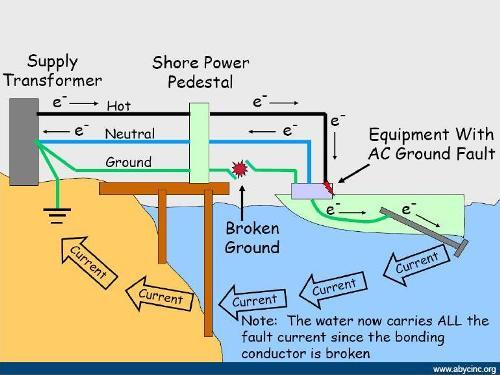 Supply
Transformer
Shore Power
Pedestal
e- Hot e-
e- Neutral e-
Ground
e-
Equipment With
AC Ground Fault
Broken
Ground
e- e-
Current
Current
Current
Current
Current
Note: The water now carries ALL the
fault current since the bonding
conductor is broken
www.abycinc.org